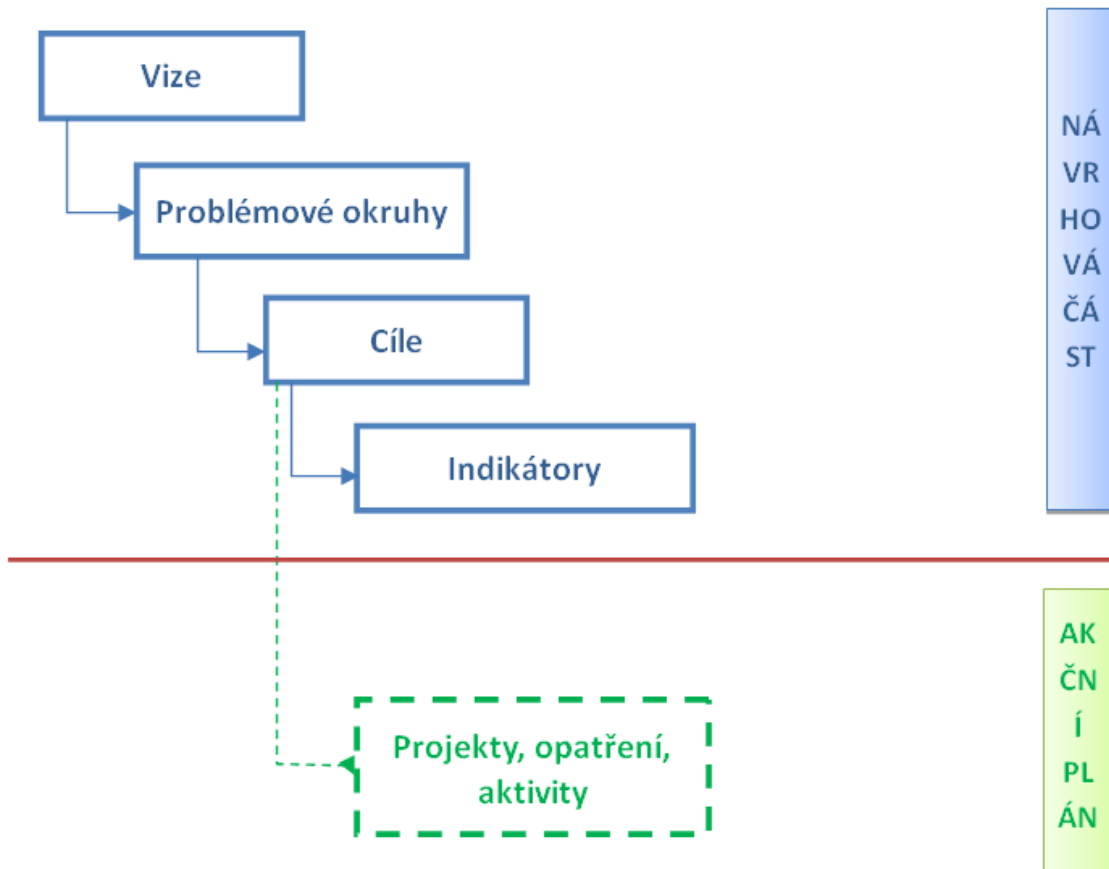 Vize
Problémové okruhy
Cíle
Indikátory
NÁ
VR
HO
VÁ
ČÁ
ST
Projekty, opatření,
aktivity
AK
ČN
Í
PL
ÁN